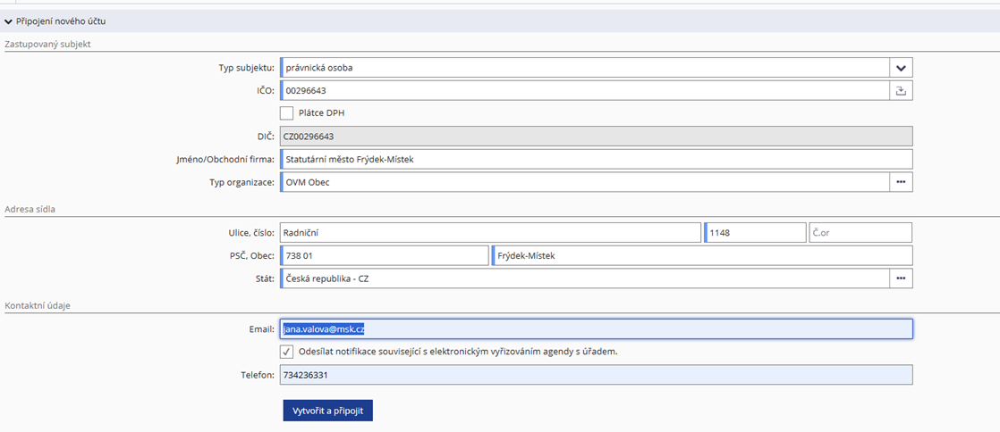 Připojení nového účtu
Zastupovaný subjekt
Typ subjektu: právnická osoba
IČO: 00296643
Plátce DPH
DIČ: CZ00296643
Jméno/Obchodní firma: Statutární město Frýdek-Místek
Typ organizace: OVM Obec
Adresa sídla
Ulice, číslo: Radniční 1148 Č.or
PSČ, Obec: 738 01 Frýdek-Místek
Stát: Česká republika - CZ
Kontaktní údaje
Email: jana.valova@msk.cz
Odesílat notifikace související s elektronickým vyřizováním agendy s úřadem.
Telefon: 734236331
Vytvořit a připojit